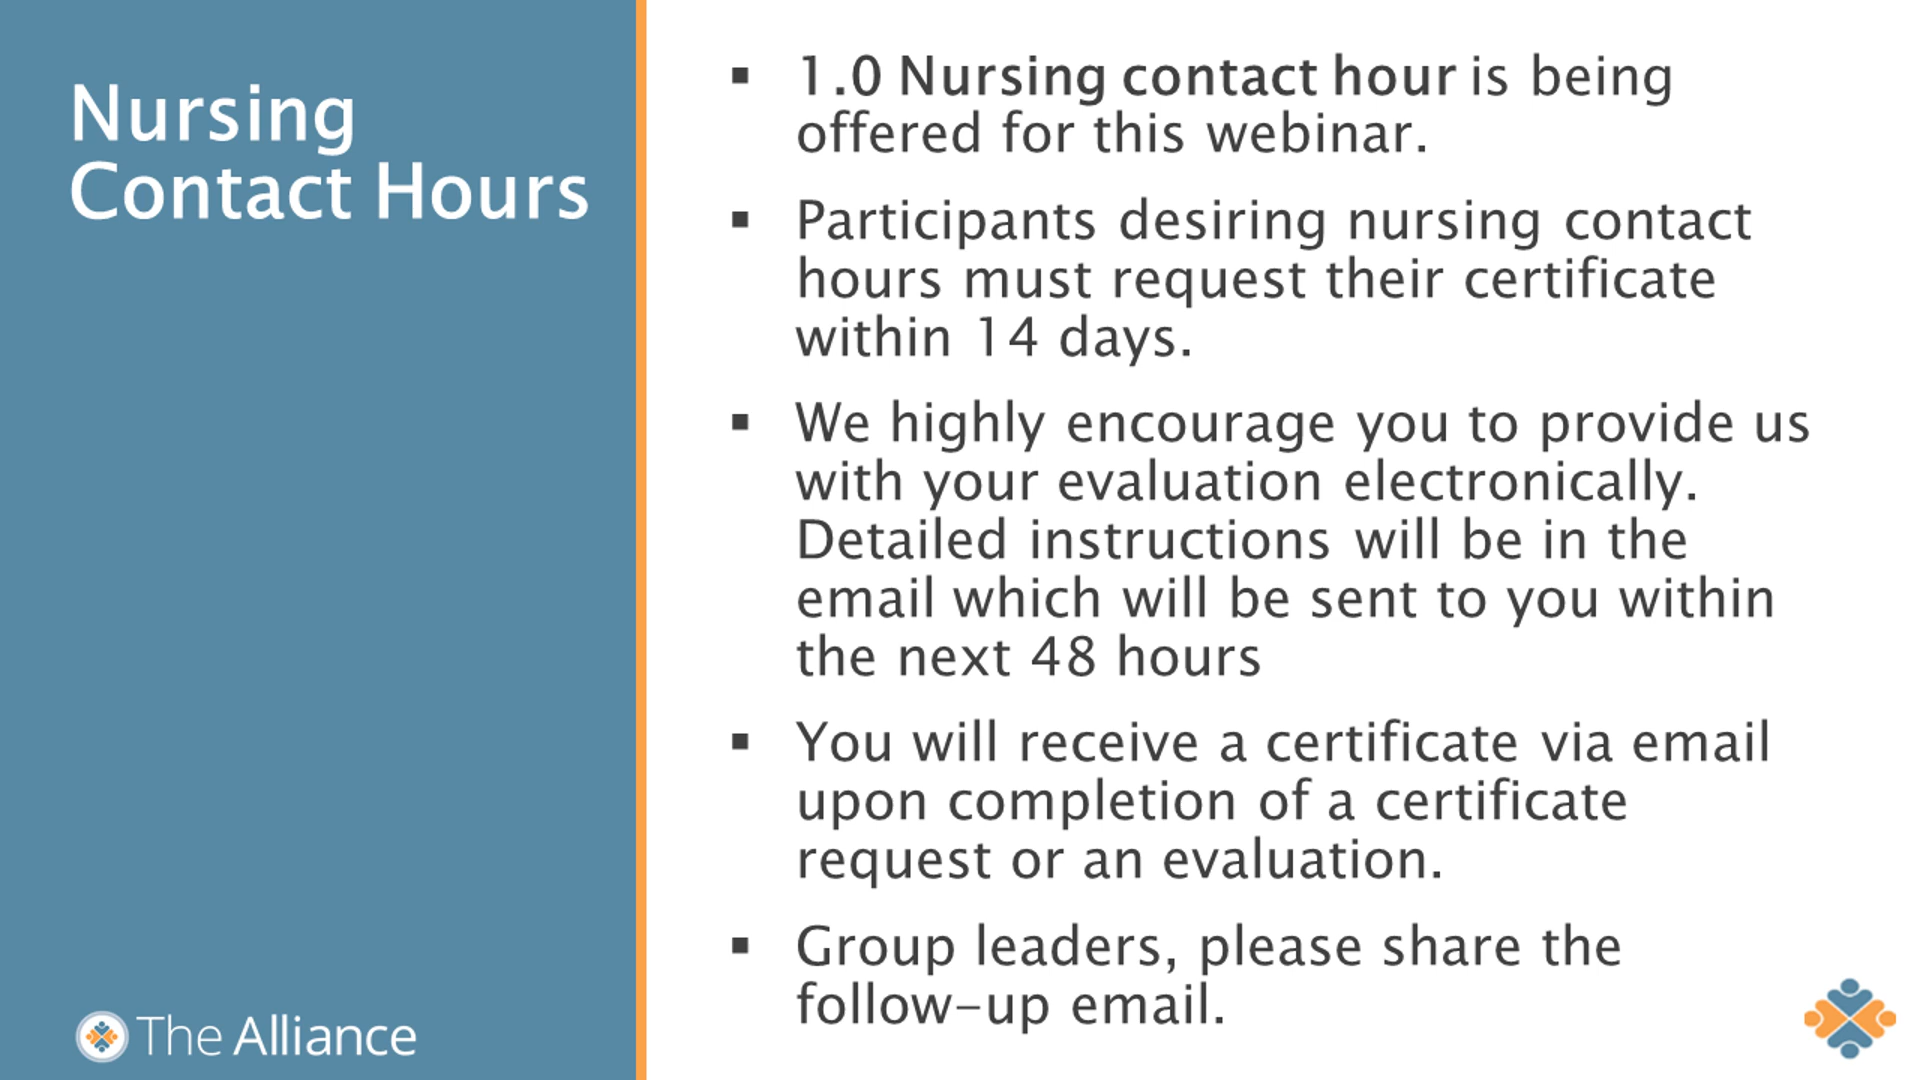 Nursing
Contact Hours
▪ 1.0 Nursing contact hour is being
offered for this webinar.
▪ Participants desiring nursing contact
hours must request their certificate
within 14 days.
▪ We highly encourage you to provide us
with your evaluation electronically.
Detailed instructions will be in the
email which will be sent to you within
the next 48 hours
▪ You will receive a certificate via email
upon completion of a certificate
request or an evaluation.
▪ Group leaders, please share the
follow-up email.
The Alliance